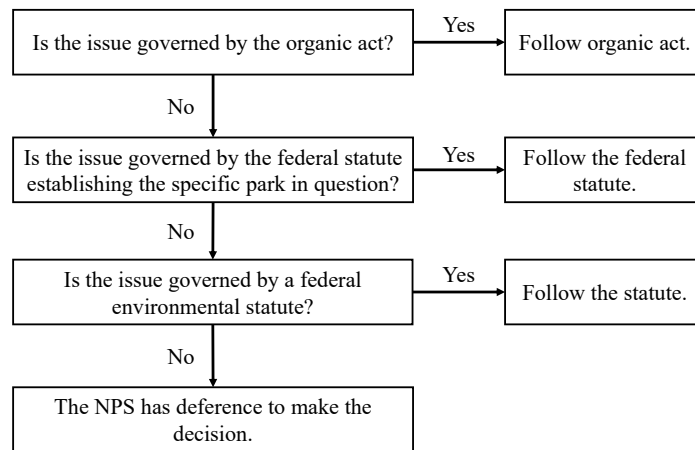 Is the issue governed by the organic act?
Yes
Follow organic act.
No
Is the issue governed by the federal statute
establishing the specific park in question?
Yes
Follow the federal
statute.
No
Is the issue governed by a federal
environmental statute?
Yes
Follow the statute.
No
The NPS has deference to make the
decision.